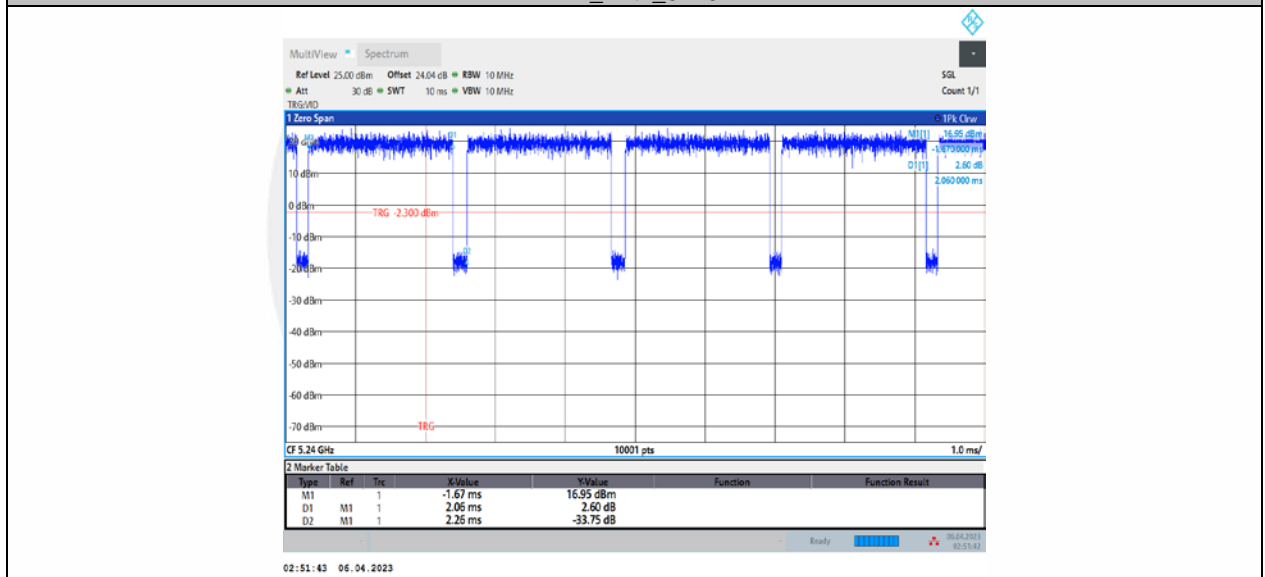 MultiView Spectrum
Ref Level 25.00 dBm Offset 24.04 dB RBW 10 MHz SGL
Att 30 dB SWT 10 ms VBW 10 MHz Count 1/1
TRG:VID
1 Zero Span 1Pk Clrw
D1 M1[1] 16.95 dBm
-1.670000 ms
D1[1] 2.60 dB
10 dBm 2.060000 ms
0 dBm
TRG -2.300 dBm
-10 dBm
D2
-20 dBm
-30 dBm
-40 dBm
-50 dBm
-60 dBm
-70 dBm TRG
CF 5.24 GHz 10001 pts 1.0 ms/
2 Marker Table
Type Ref Trc X-Value Y-Value Function Function Result
M1 1 -1.67 ms 16.95 dBm
D1 M1 1 2.06 ms 2.60 dB
D2 M1 1 2.26 ms -33.75 dB
Ready 06.04.2023
02:51:42
02:51:43 06.04.2023